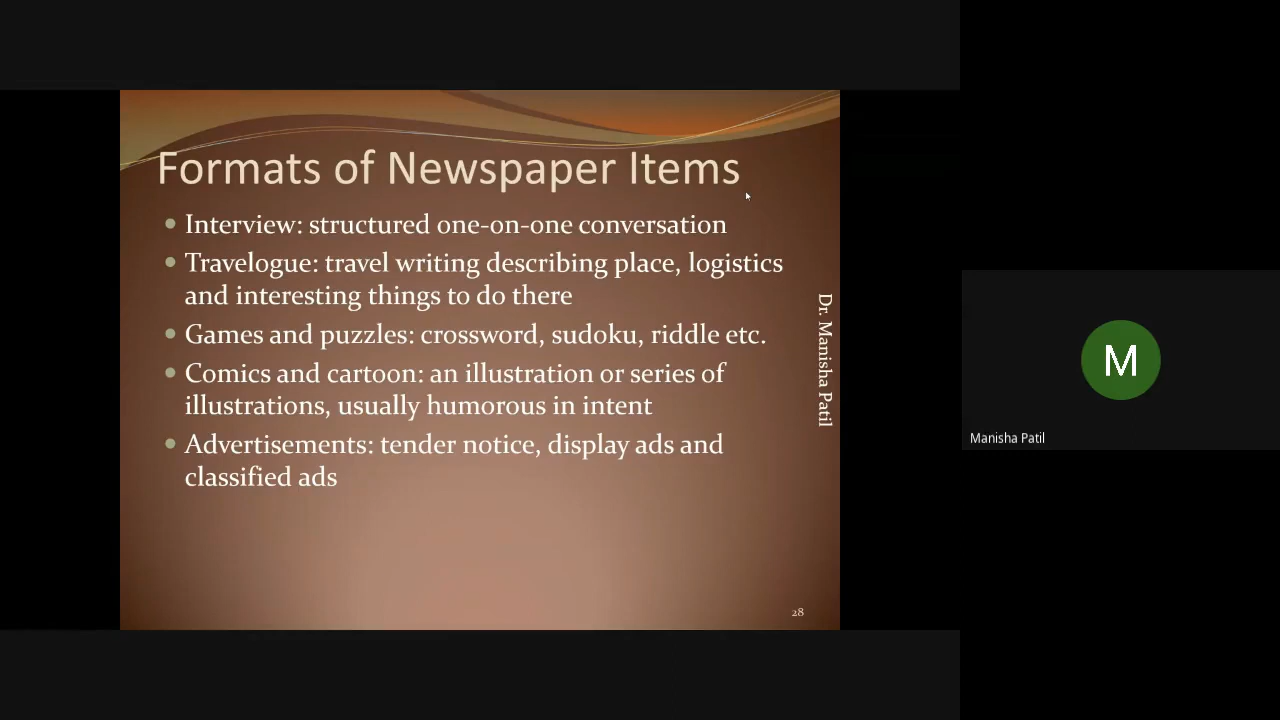 Formats of Newspaper Items
Interview: structured one-on-one conversation
Travelogue: travel writing describing place, logistics
and interesting things to do there
Games and puzzles: crossword, sudoku, riddle etc.
Comics and cartoon: an illustration or series of
illustrations, usually humorous in intent
Advertisements: tender notice, display ads and
classified ads
Dr. Manisha Patil
28
M
Manisha Patil